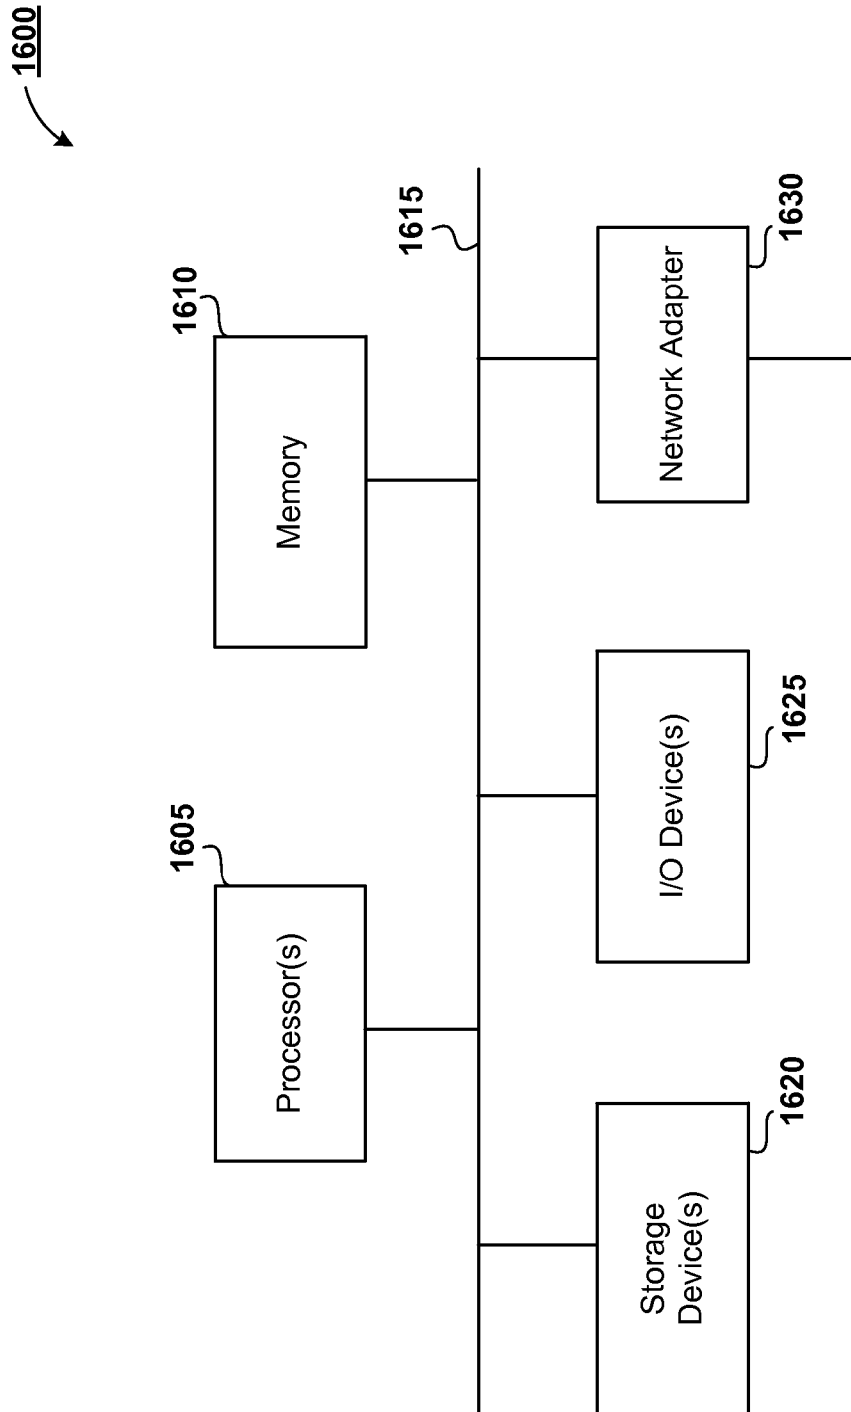 1600
1605
Processor(s)
1610
Memory
1615
1620
Storage
Device(s)
1625
I/O Device(s)
1630
Network Adapter